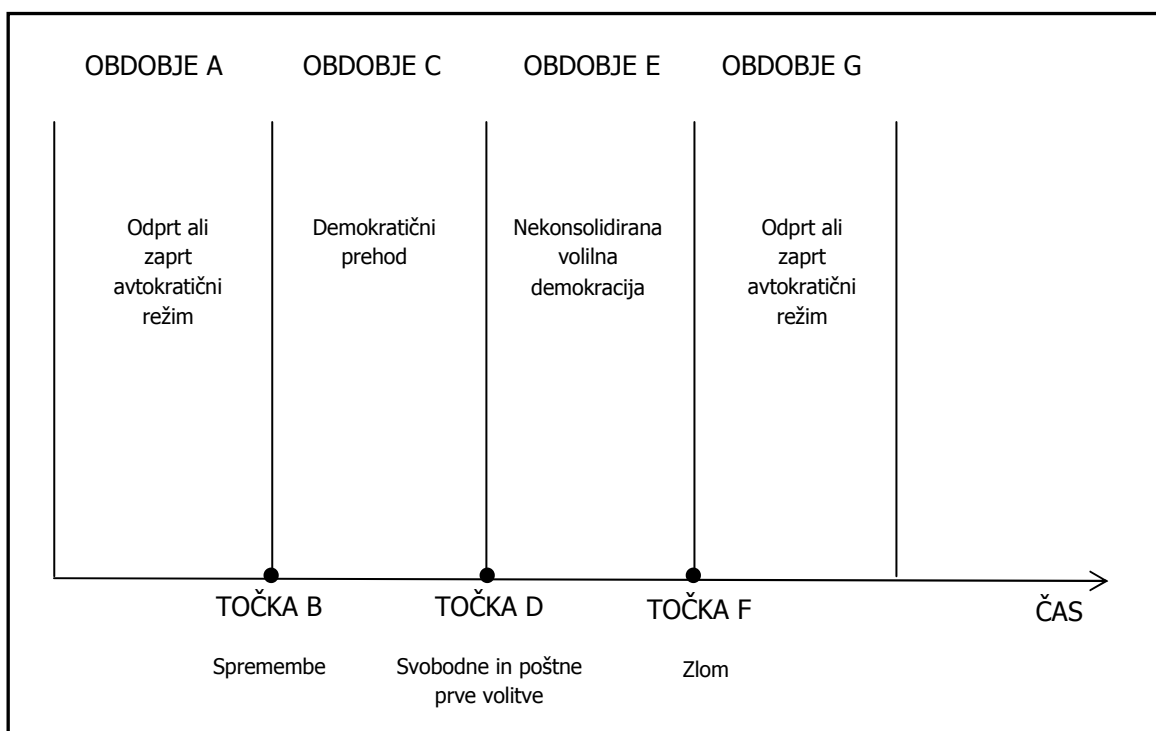 OBDOBJE A
OBDOBJE C
OBDOBJE E
OBDOBJE G
Odprt ali
zaprt
avtokratični
režim
Demokratični
prehod
Nekonsolidirana
volilna
demokracija
Odprt ali
zaprt
avtokratični
režim
TOČKA B
TOČKA D
TOČKA F
ČAS
Spremembe
Svobodne in poštne
prve volitve
Zlom